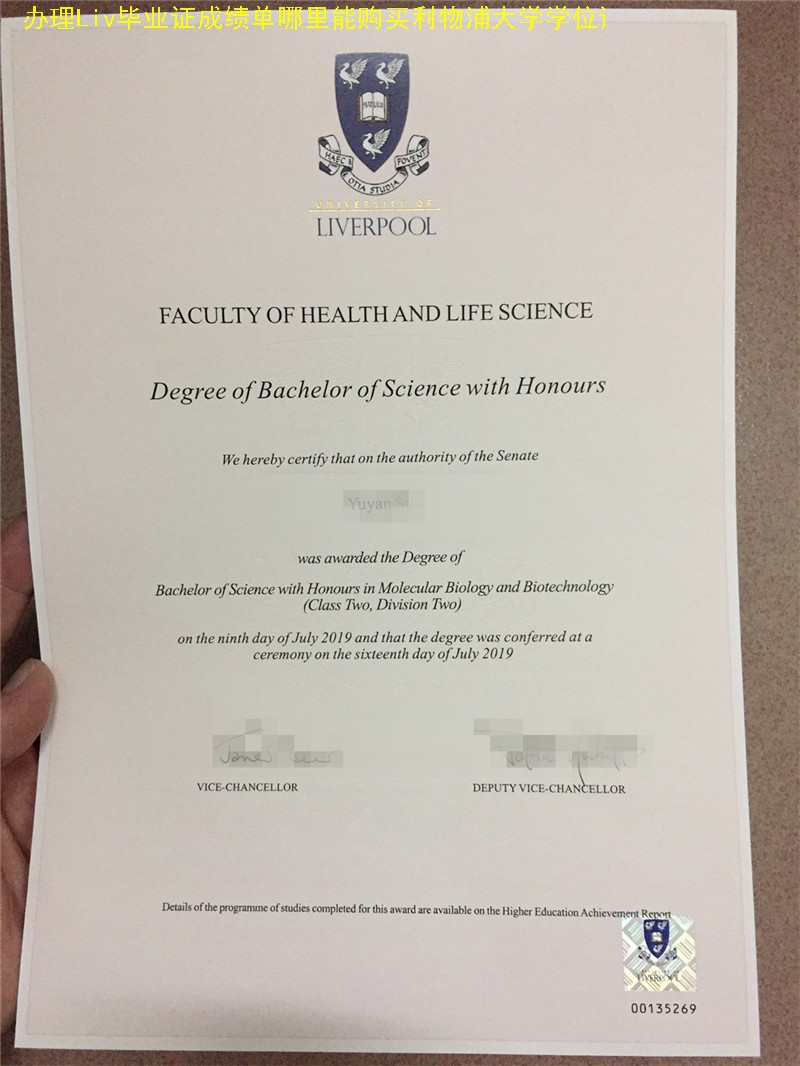 办理Liv毕业证成绩单哪里能购买利物浦大学学位
HAEC OTIA STUDIA FOVENT
UNIVERSITY OF
LIVERPOOL
FACULTY OF HEALTH AND LIFE SCIENCE
Degree of Bachelor of Science with Honours
We hereby certify that on the authority of the Senate
Yuyan
was awarded the Degree of
Bachelor of Science with Honours in Molecular Biology and Biotechnology
(Class Two, Division Two)
on the ninth day of July 2019 and that the degree was conferred at a
ceremony on the sixteenth day of July 2019
VICE-CHANCELLOR
DEPUTY VICE-CHANCELLOR
Details of the programme of studies completed for this award are available on the Higher Education Achievement Report
LIVERPOOL
00135269